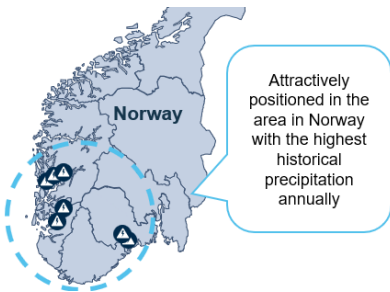 Norway
Attractively
positioned in the
area in Norway
with the highest
historical
precipitation
annually